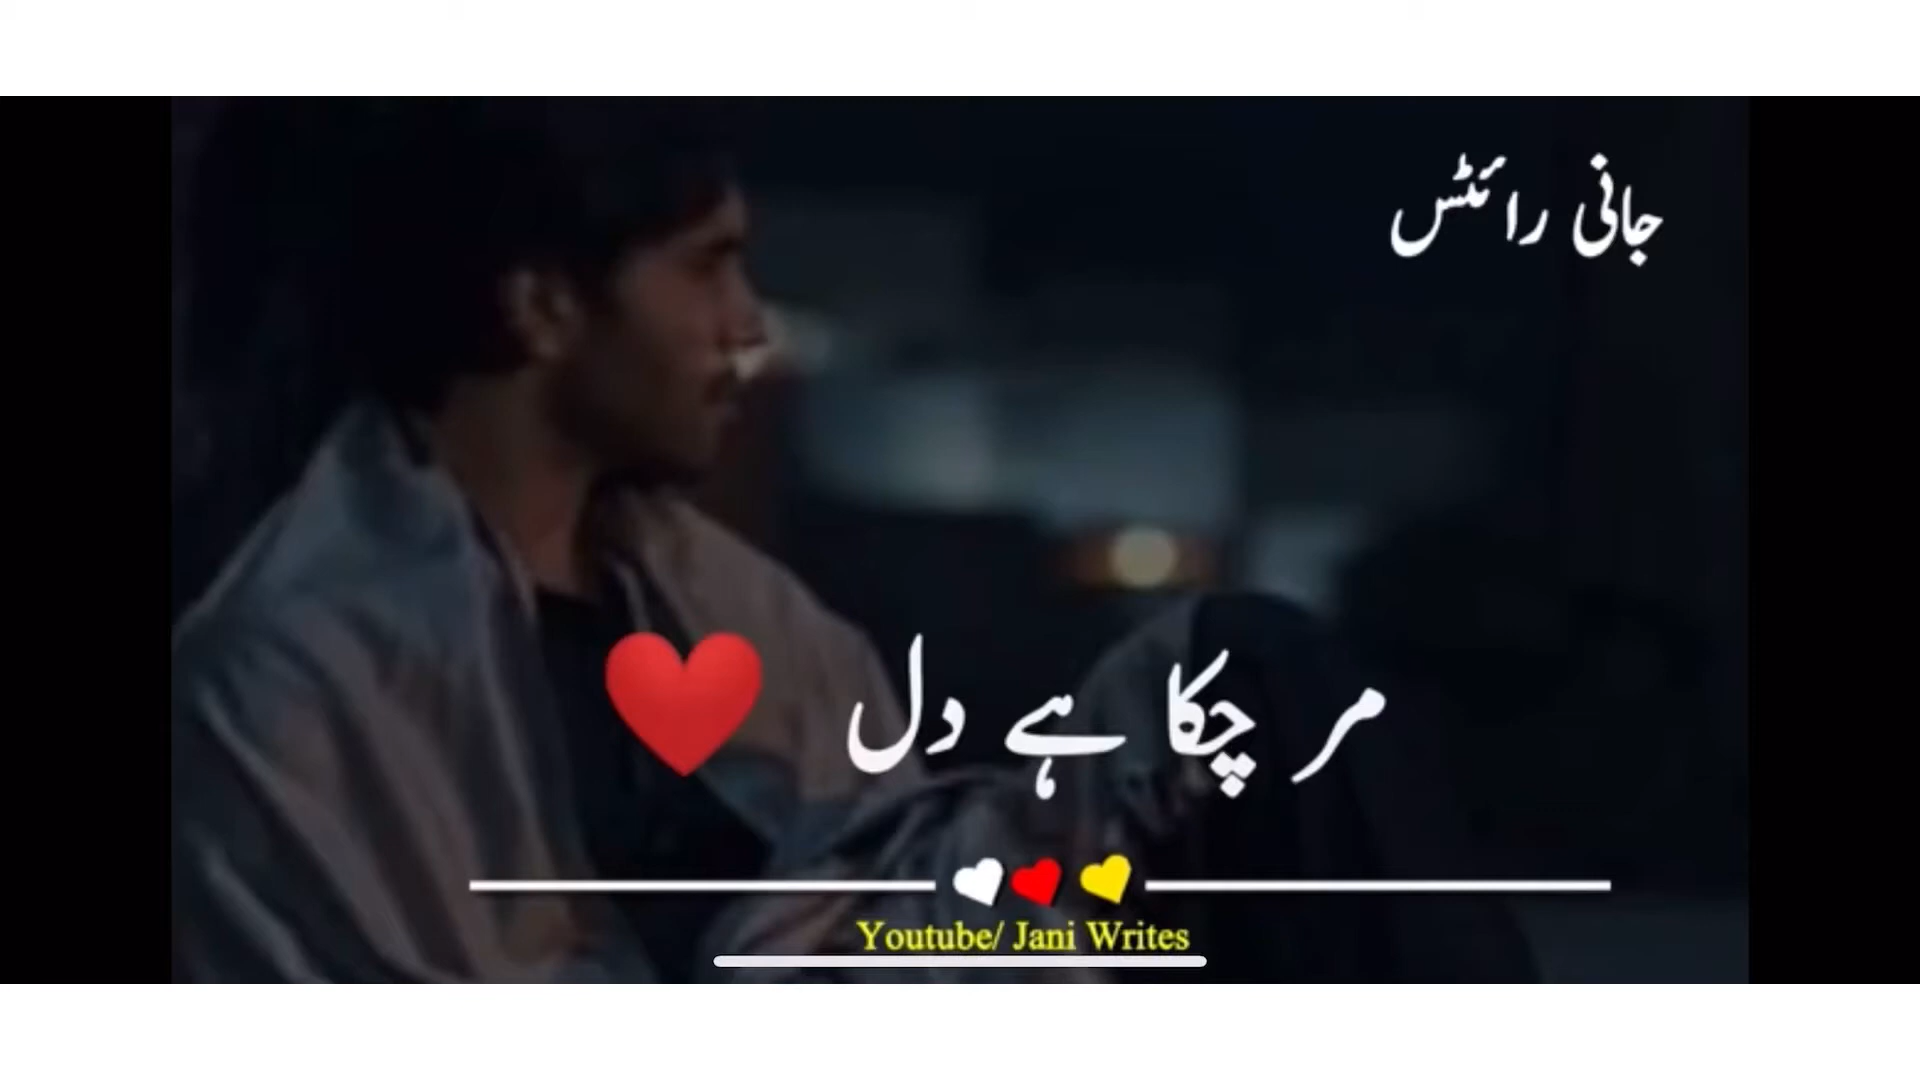 جانی رائٹس
مر چکا ہے دل ❤️
Youtube/ Jani Writes